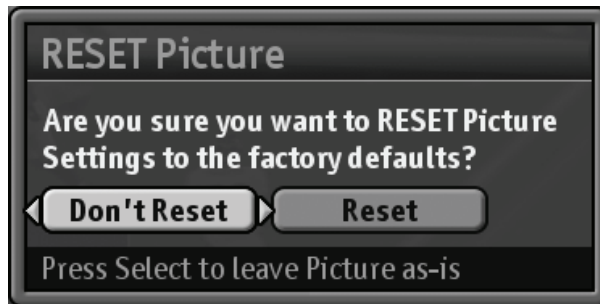 RESET Picture
Are you sure you want to RESET Picture
Settings to the factory defaults?
Don't Reset
Reset
Press Select to leave Picture as-is